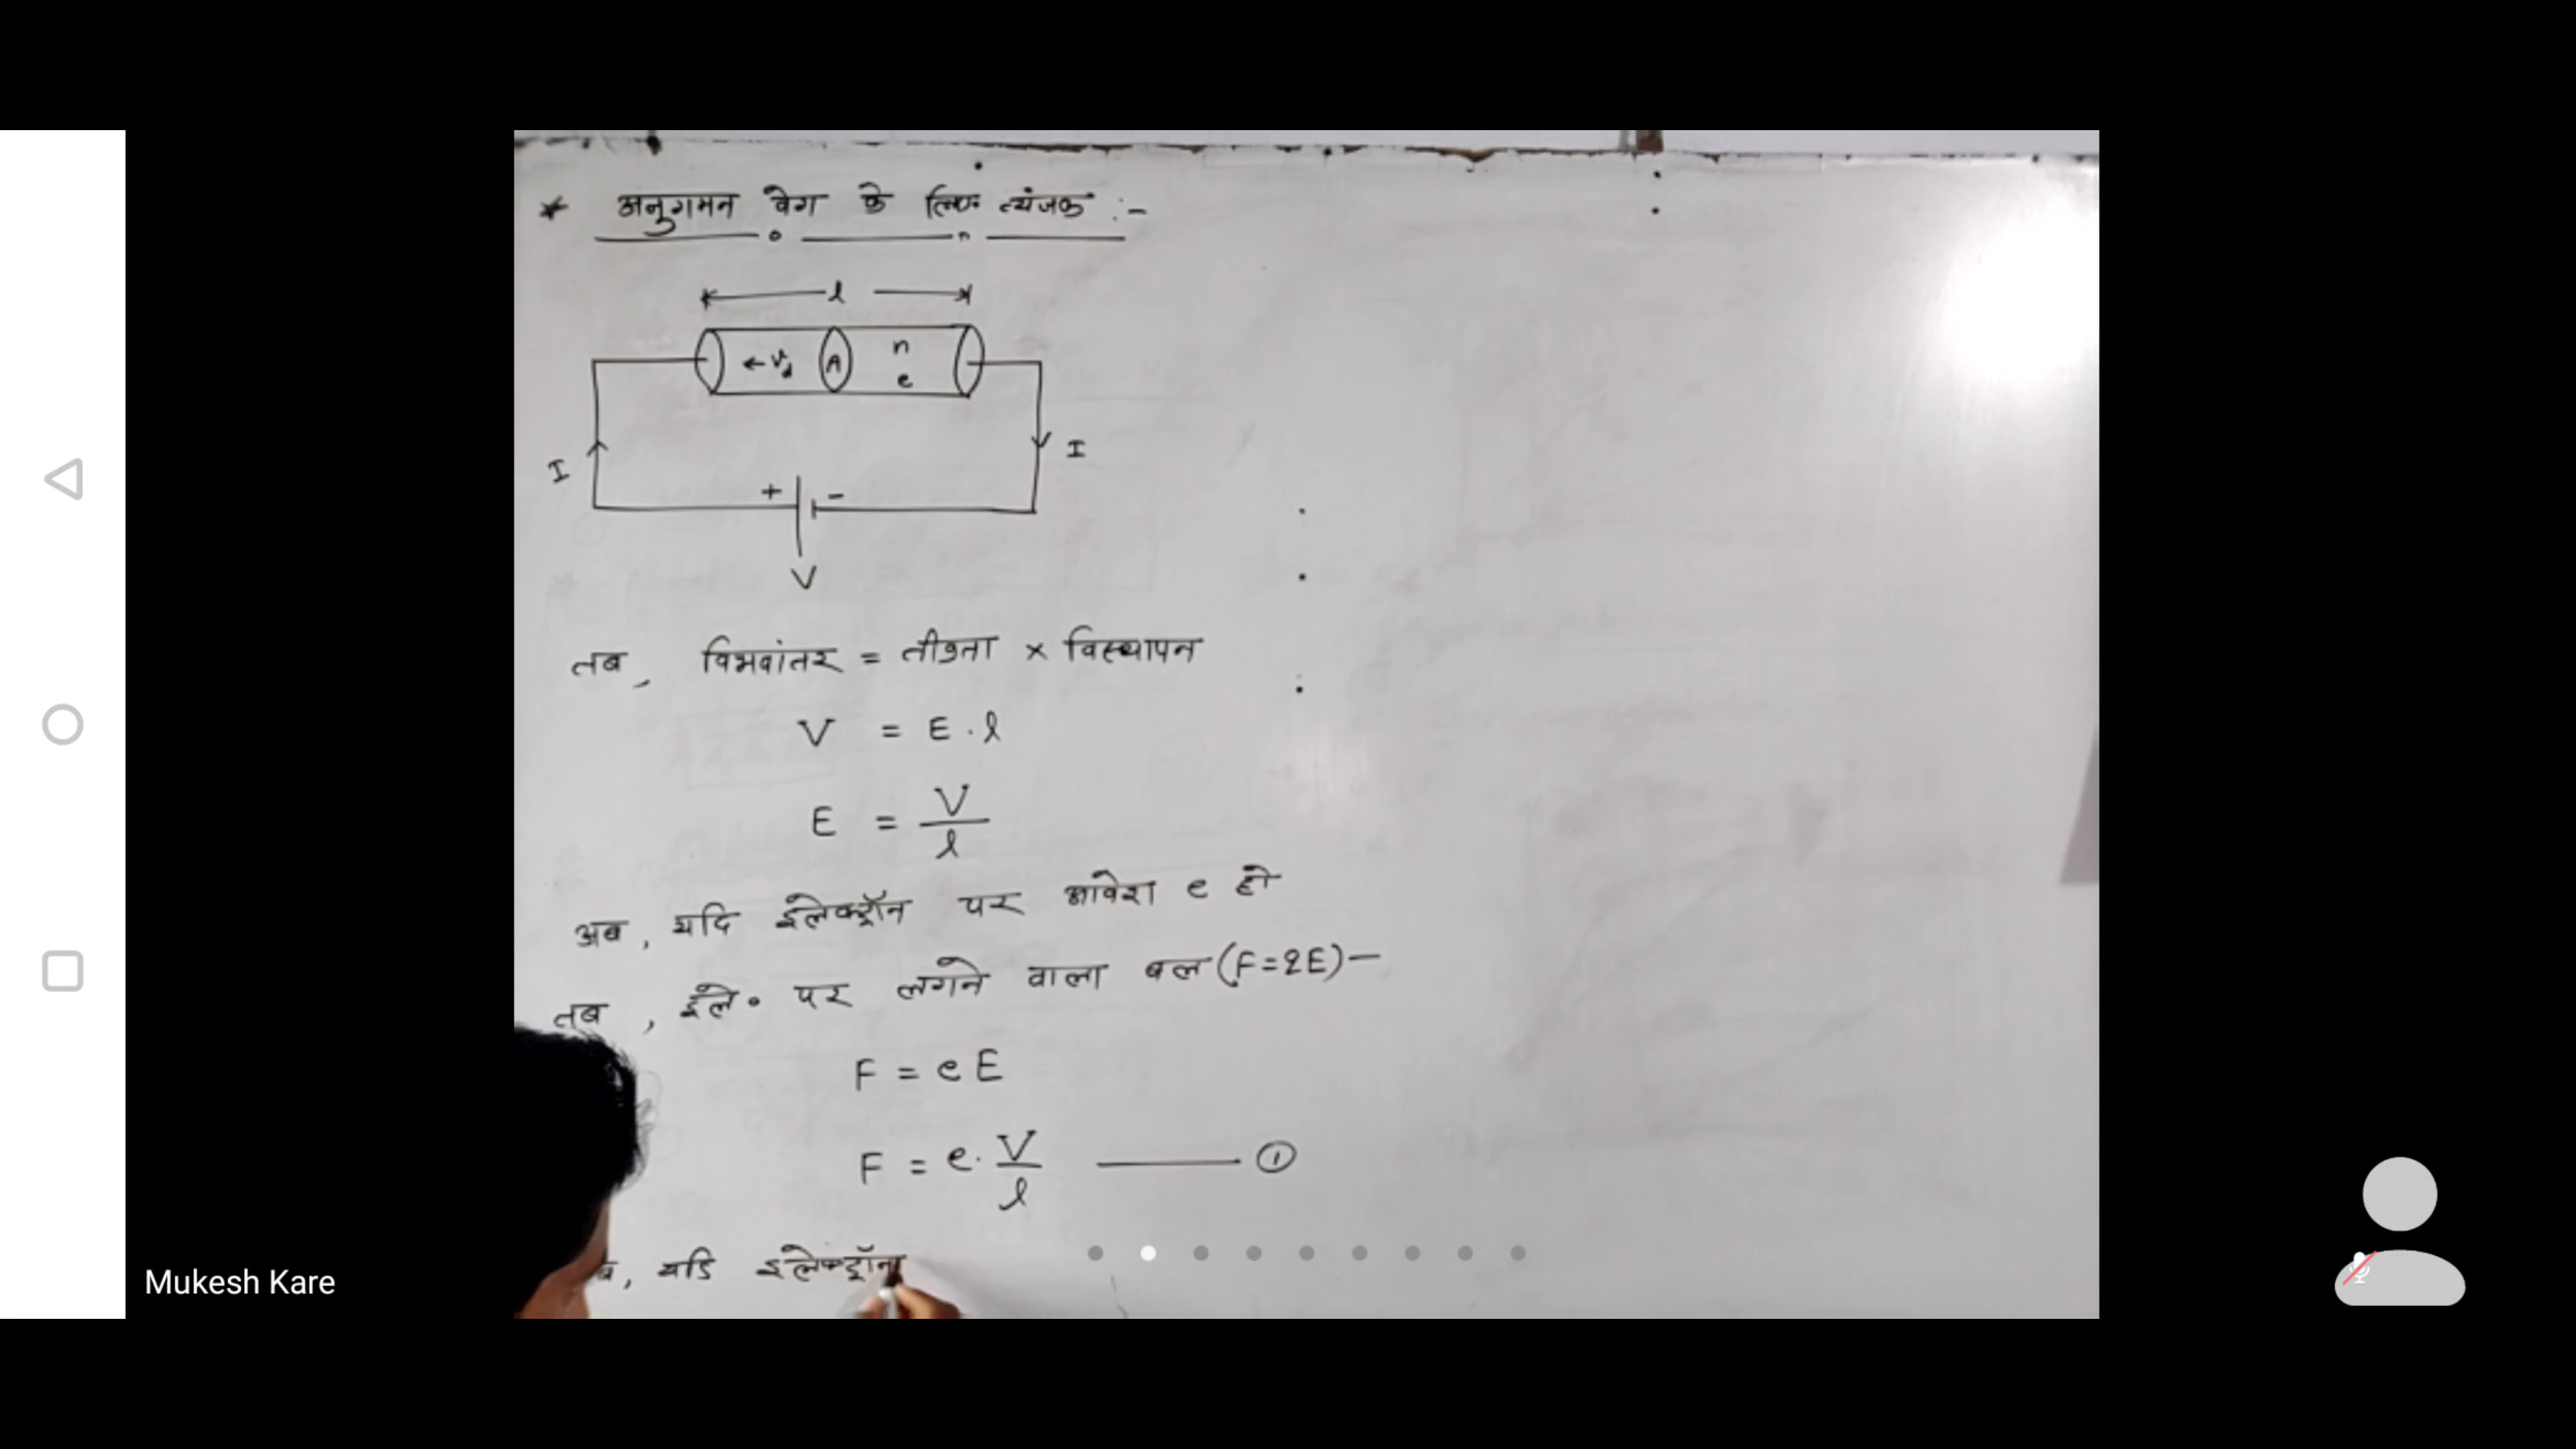 * अनुगमन वेग के लिए व्यंजक :-
l
←Vd A n
e
I I
+ -
V
तब, विभवांतर = तीव्रता × विस्थापन
V = E . l
E = V/l
अब, यदि इलेक्ट्रॉन पर आवेश e हो
तब, इले० पर लगने वाला बल (F=qE) —
F = e E
F = e. V/l —— ①
यदि इलेक्ट्रॉन
Mukesh Kare